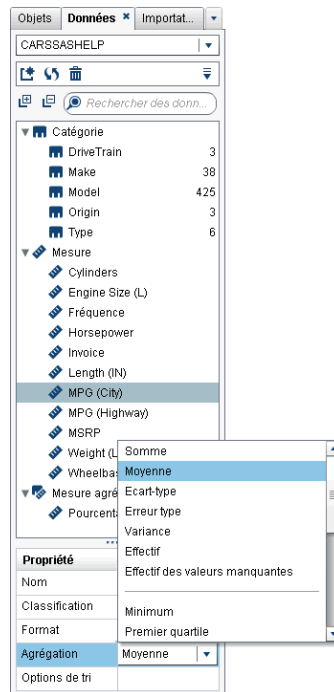 Objets Données × Importat...
CARSSASHELP
Rechercher des donn...
Catégorie
DriveTrain 3
Make 38
Model 425
Origin 3
Type 6
Mesure
Cylinders
Engine Size (L)
Fréquence
Horsepower
Invoice
Length (IN)
MPG (City)
MPG (Highway)
MSRP
Weight (L
Wheelba
Mesure agré
Pourcent
Somme
Moyenne
Ecart-type
Erreur type
Variance
Effectif
Effectif des valeurs manquantes
Minimum
Premier quartile
Propriété
Nom
Classification
Format
Agrégation Moyenne
Options de tri